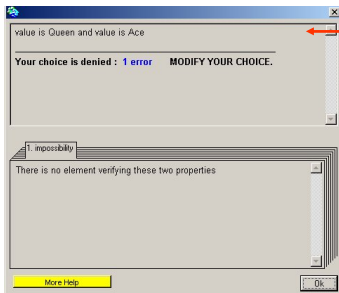 value is Queen and value is Ace
Your choice is denied : 1 error MODIFY YOUR CHOICE.
1. impossibility
There is no element verifying these two properties
More Help
Ok